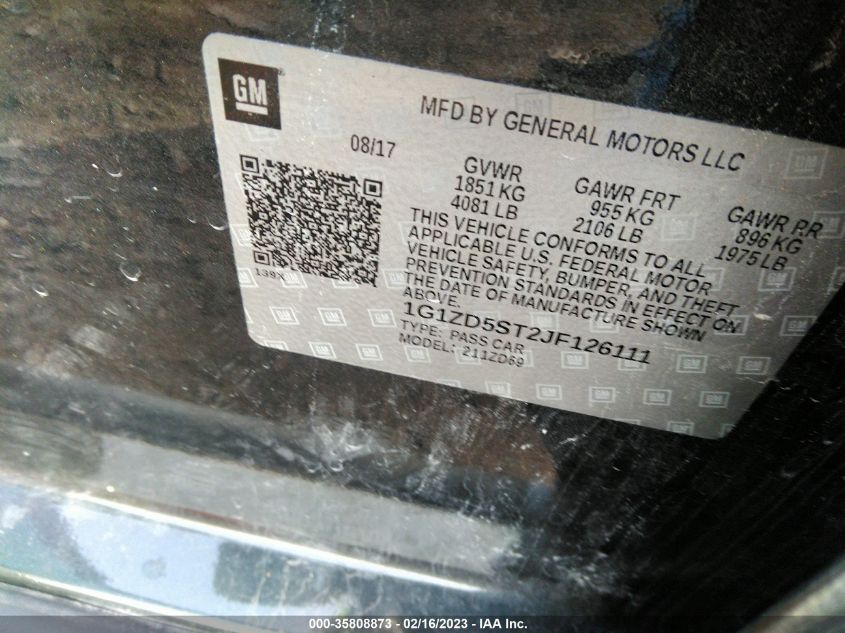 GM
MFD BY GENERAL MOTORS LLC
08/17
GVWR
1851 KG
4081 LB
GAWR FRT
955 KG
2106 LB
GAWR RR
896 KG
1975 LB
THIS VEHICLE CONFORMS TO ALL
APPLICABLE U.S. FEDERAL MOTOR
VEHICLE SAFETY, BUMPER, AND THEFT
PREVENTION STANDARDS IN EFFECT ON
THE DATE OF MANUFACTURE SHOWN
ABOVE.
139X
1G1ZD5ST2JF126111
TYPE: PASS CAR
MODEL: 211ZD69
000-35808873 - 02/16/2023 - IAA Inc.